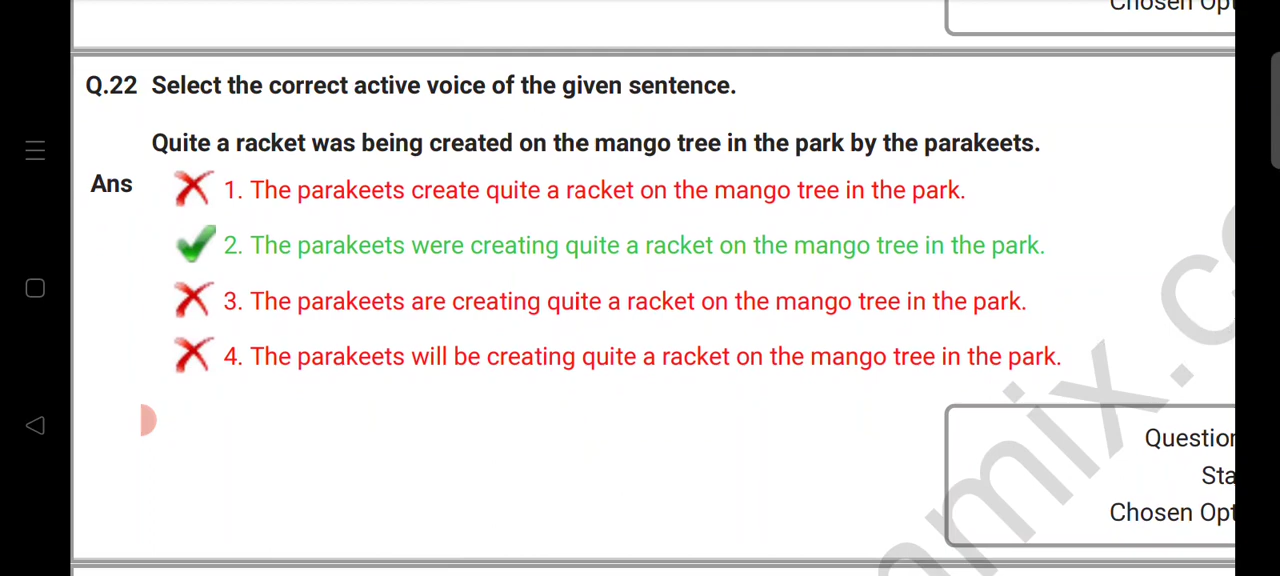 Chosen Opt
Q.22 Select the correct active voice of the given sentence.
Quite a racket was being created on the mango tree in the park by the parakeets.
Ans 1. The parakeets create quite a racket on the mango tree in the park.
2. The parakeets were creating quite a racket on the mango tree in the park.
3. The parakeets are creating quite a racket on the mango tree in the park.
4. The parakeets will be creating quite a racket on the mango tree in the park.
Question
Sta
Chosen Opt
mix.c